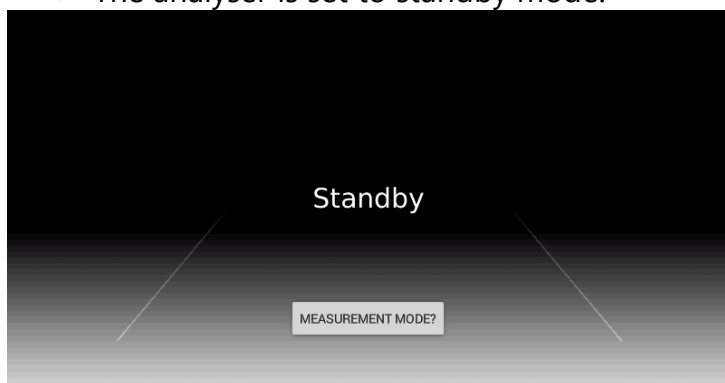 The analyser is set to standby mode.
Standby
MEASUREMENT MODE?